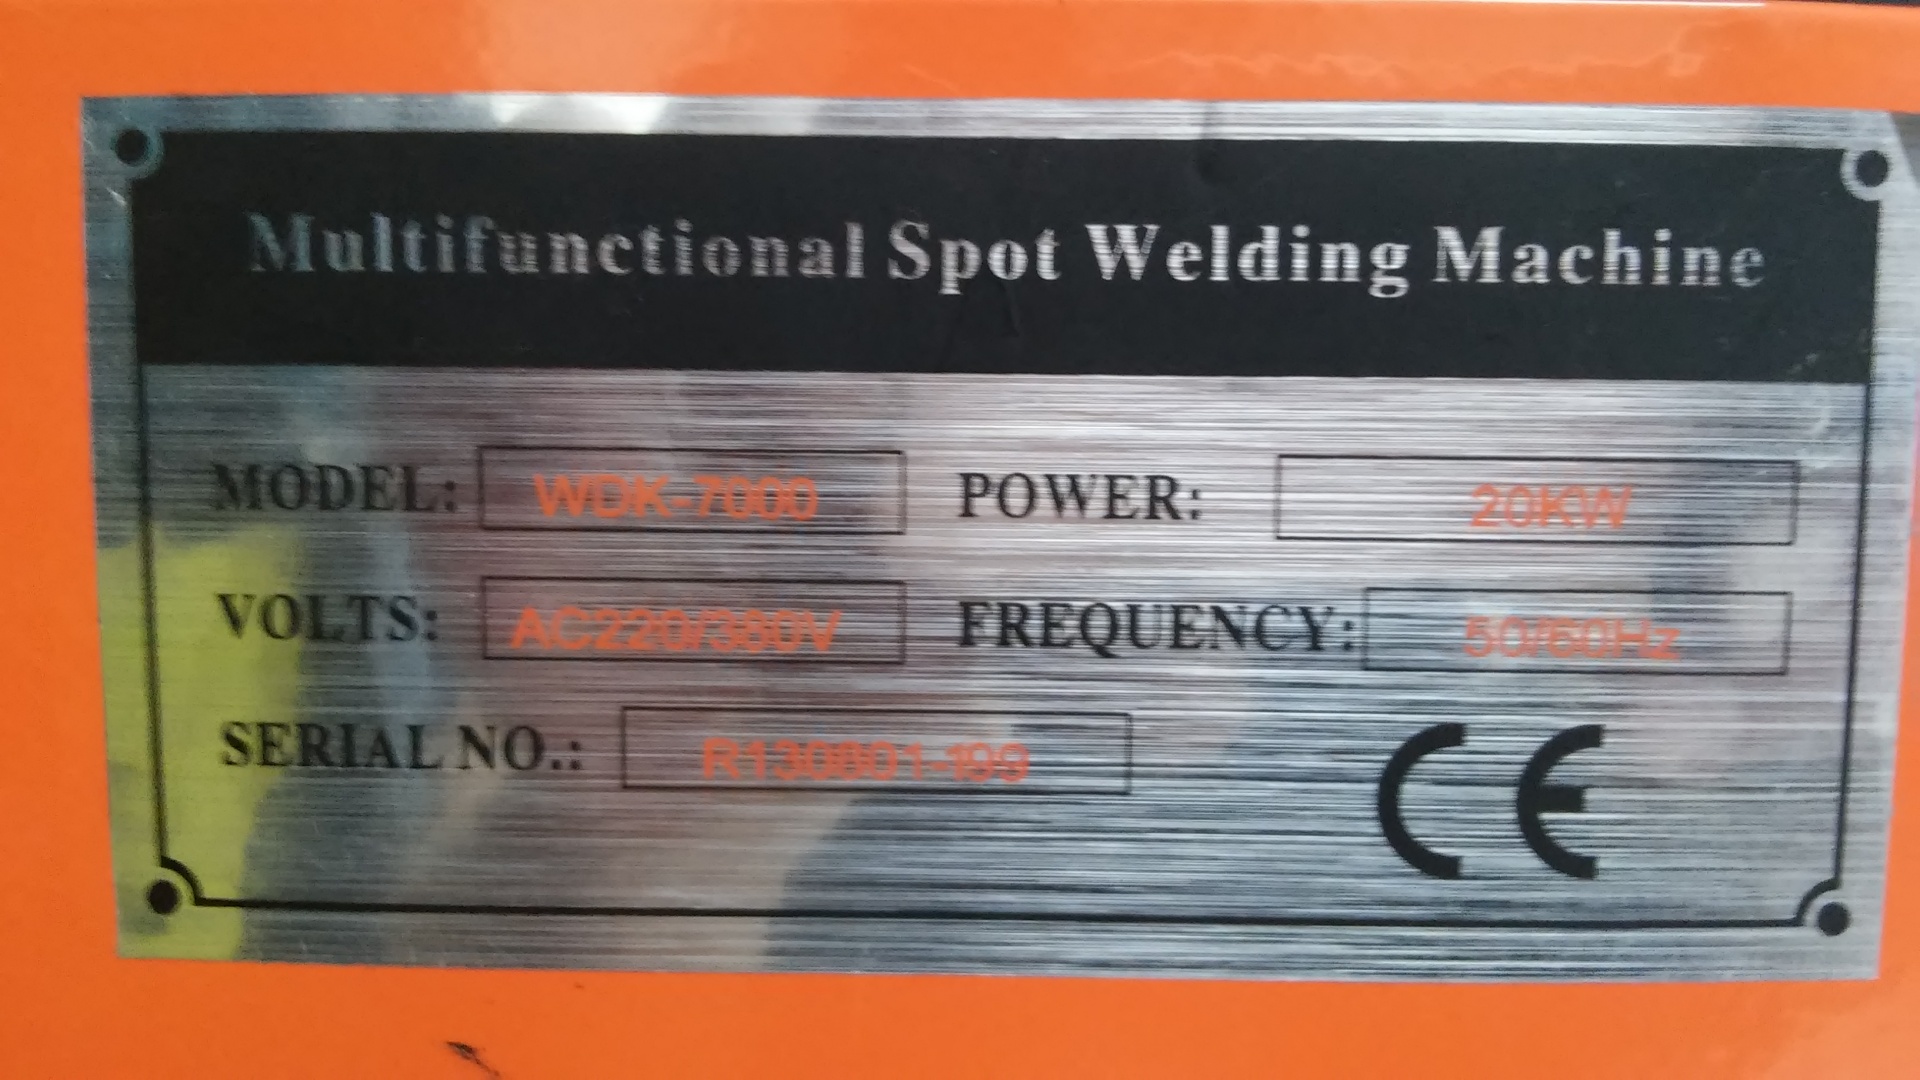 Multifunctional Spot Welding Machine
MODEL: WDK-7000 POWER: 20KW
VOLTS: AC220/380V FREQUENCY: 50/60Hz
SERIAL NO.: R130801-199 CE